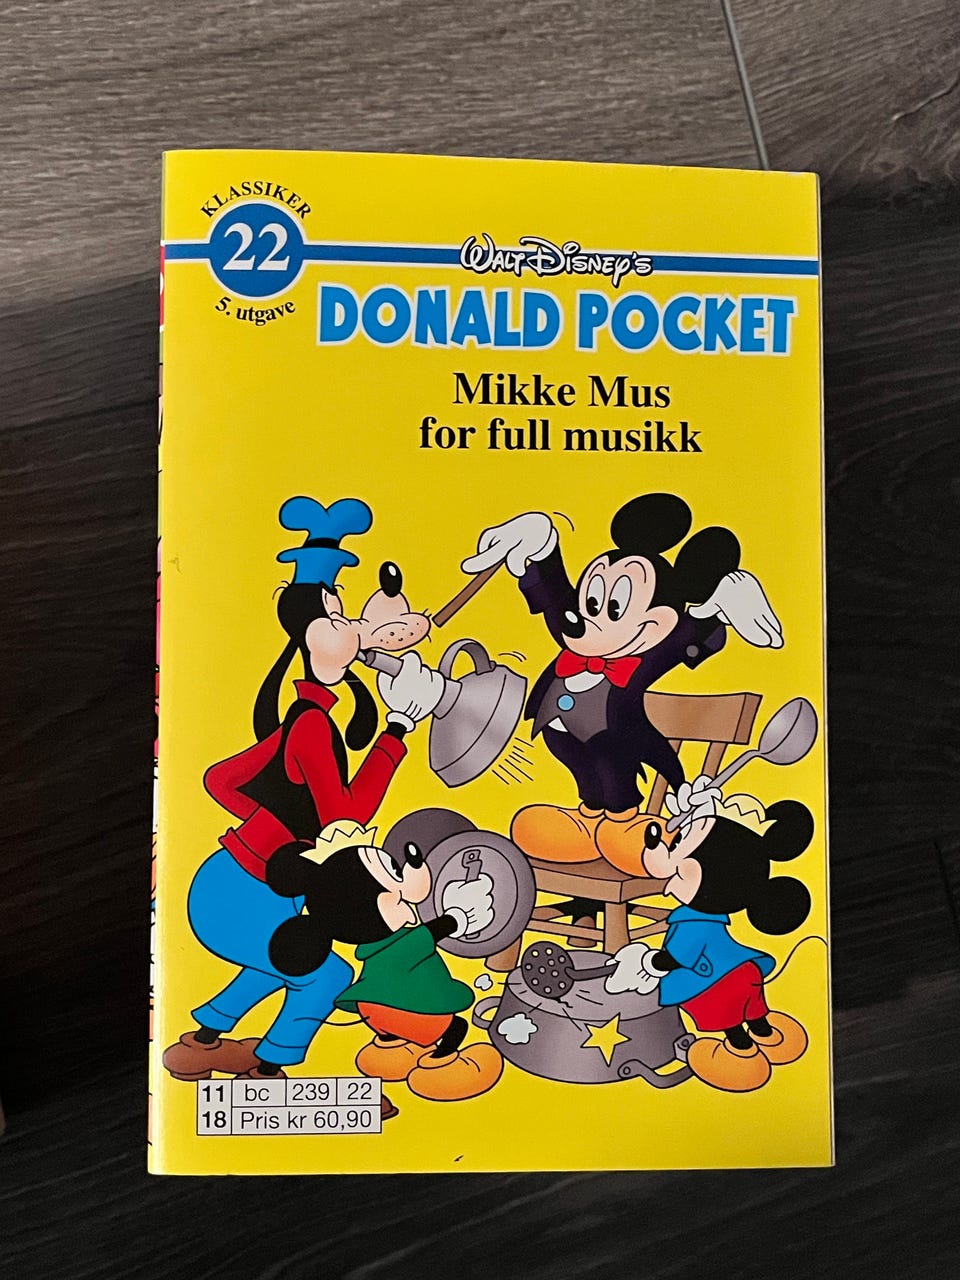 KLASSIKER
22
5. utgave
WALT DISNEY'S
DONALD POCKET
Mikke Mus
for full musikk
11 bc 239 22
18 Pris kr 60,90